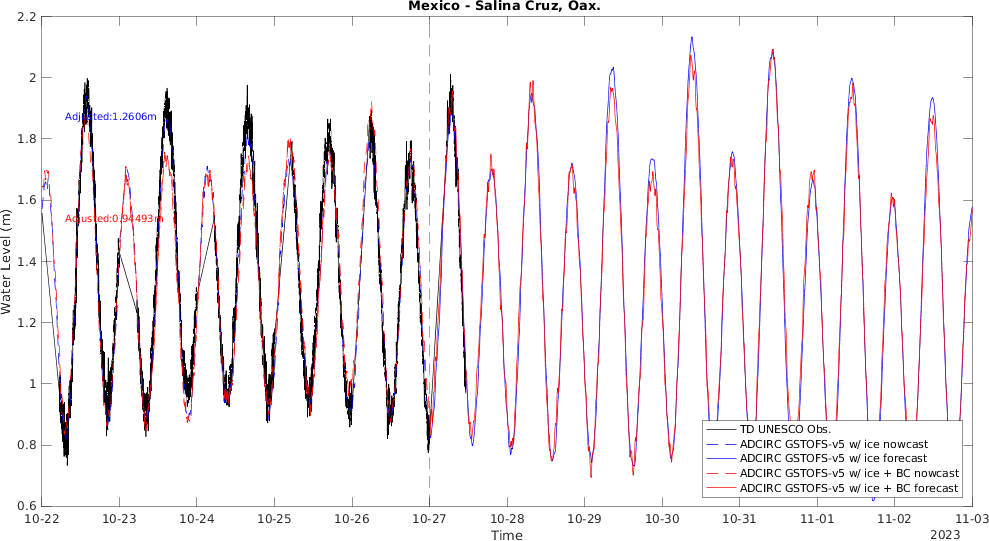 Mexico - Salina Cruz, Oax.
2.2
2
1.8
1.6
1.4
1.2
1
0.8
0.6
Water Level (m)
Adjusted:1.2606m
Adjusted:0.94493m
TD UNESCO Obs.
ADCIRC GSTOFS-v5 w/ ice nowcast
ADCIRC GSTOFS-v5 w/ ice forecast
ADCIRC GSTOFS-v5 w/ ice + BC nowcast
ADCIRC GSTOFS-v5 w/ ice + BC forecast
10-22 10-23 10-24 10-25 10-26 10-27 10-28 10-29 10-30 10-31 11-01 11-02 11-03
Time
2023